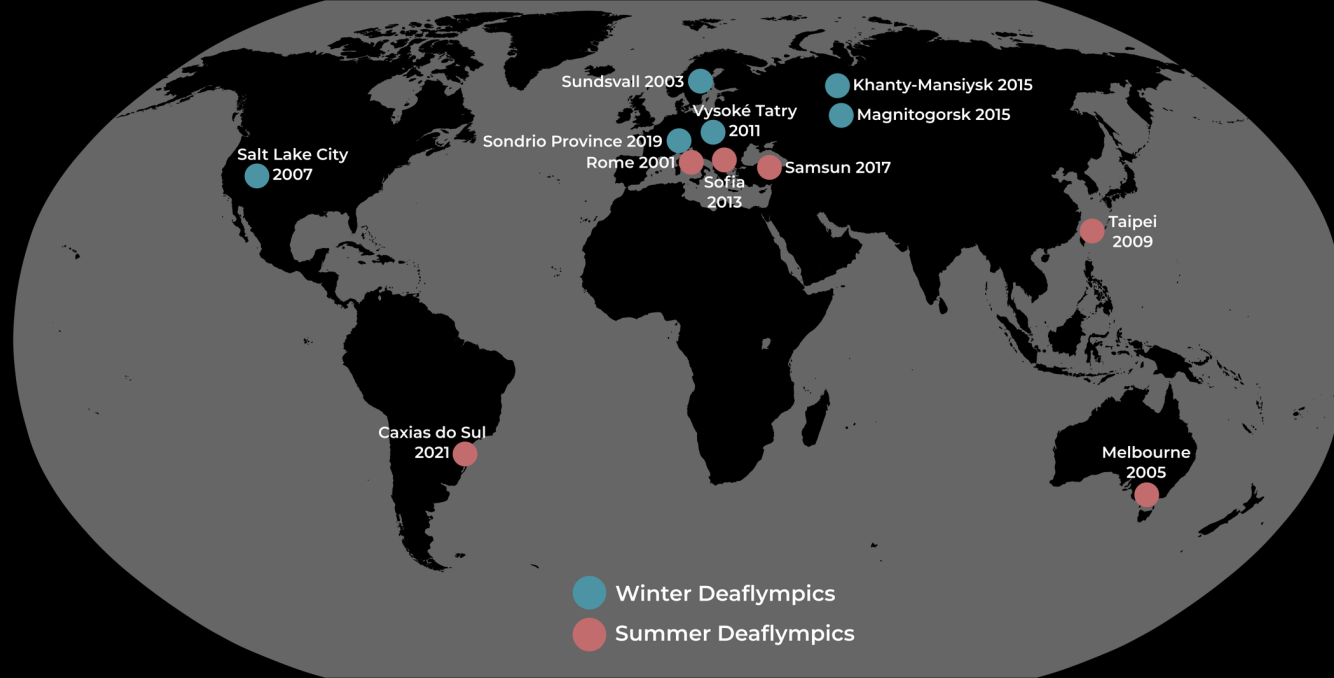 Sundsvall 2003
Khanty-Mansiysk 2015
Vysoké Tatry
2011
Magnitogorsk 2015
Sondrio Province 2019
Salt Lake City
2007
Rome 2001
Samsun 2017
Sofia
2013
Taipei
2009
Caxias do Sul
2021
Melbourne
2005
Winter Deaflympics
Summer Deaflympics